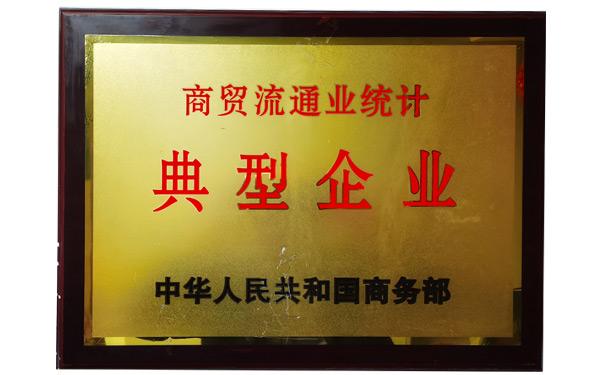 商贸流通业统计
典型企业
中华人民共和国商务部